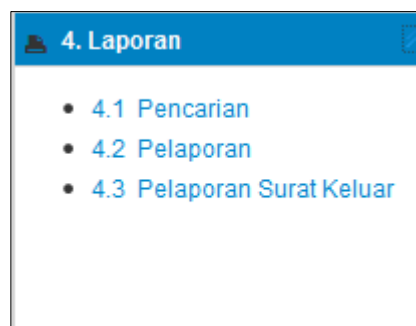 4. Laporan
4.1 Pencarian
4.2 Pelaporan
4.3 Pelaporan Surat Keluar